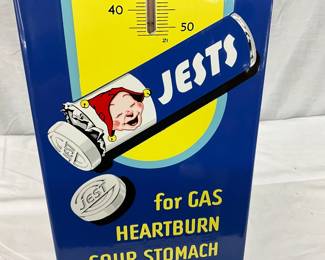 40
50
JESTS
JEST
for GAS
HEARTBURN
SOUR STOMACH